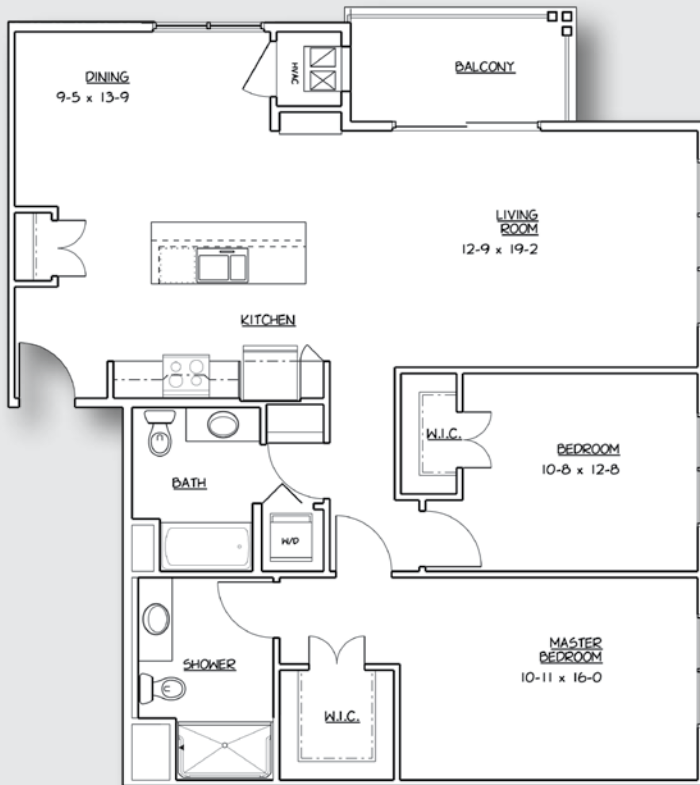 DINING
9-5 x 13-9
HVAC
BALCONY
LIVING
ROOM
12-9 x 19-2
KITCHEN
W.I.C.
BEDROOM
10-8 x 12-8
BATH
W/D
MASTER
BEDROOM
10-11 x 16-0
SHOWER
W.I.C.